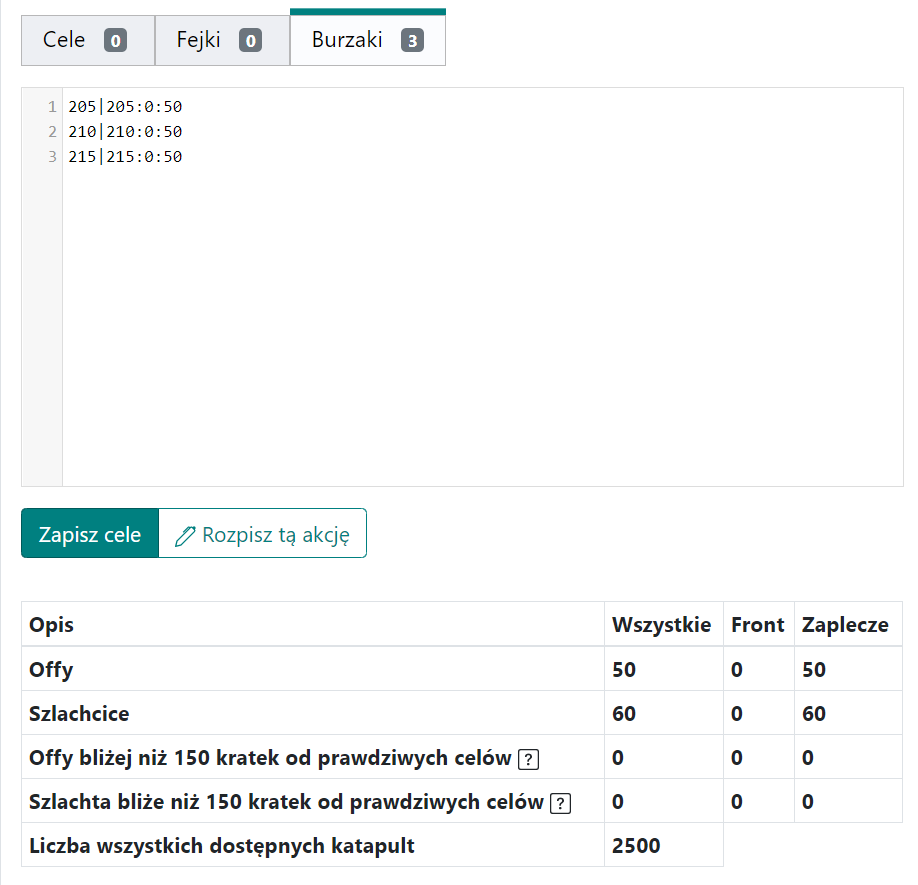 Cele 0 Fejki 0 Burzaki 3
1 205|205:0:50
2 210|210:0:50
3 215|215:0:50
Zapisz cele Rozpisz tą akcję
Opis Wszystkie Front Zaplecze
Offy 50 0 50
Szlachcice 60 0 60
Offy bliżej niż 150 kratek od prawdziwych celów ? 0 0 0
Szlachta bliże niż 150 kratek od prawdziwych celów ? 0 0 0
Liczba wszystkich dostępnych katapult 2500